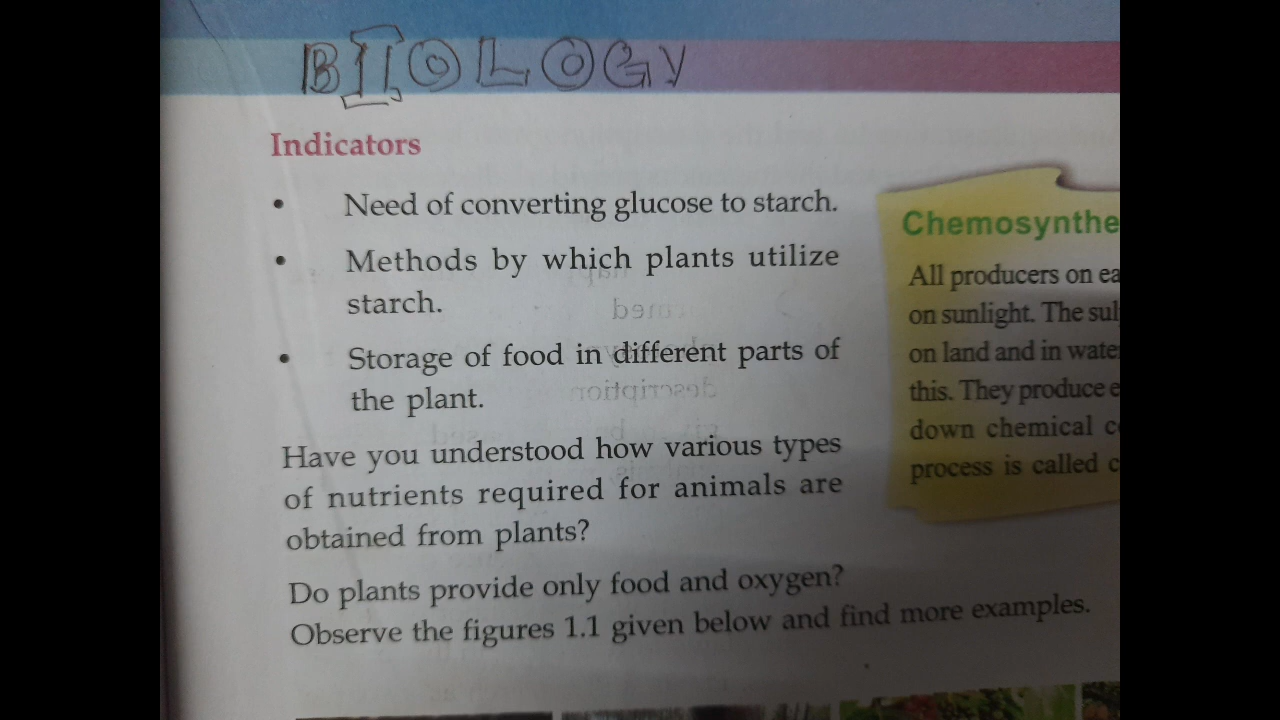 BIOLOGY
Indicators
• Need of converting glucose to starch.
• Methods by which plants utilize
starch.
• Storage of food in different parts of
the plant.
Have you understood how various types
of nutrients required for animals are
obtained from plants?
Do plants provide only food and oxygen?
Observe the figures 1.1 given below and find more examples.
Chemosynthe
All producers on ea
on sunlight. The sul
on land and in wate
this. They produce e
down chemical c
process is called c